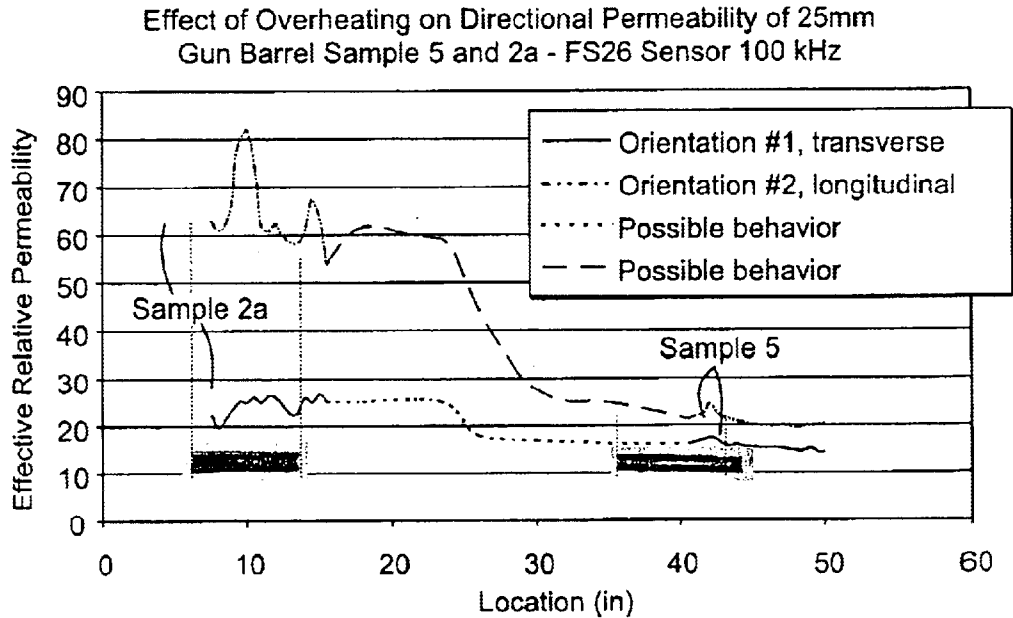 Effect of Overheating on Directional Permeability of 25mm
Gun Barrel Sample 5 and 2a - FS26 Sensor 100 kHz
Effective Relative Permeability
90
80
70
60
50
40
30
20
10
0
Orientation #1, transverse
Orientation #2, longitudinal
Possible behavior
Possible behavior
Sample 2a
Sample 5
0
10
20
30
40
50
60
Location (in)